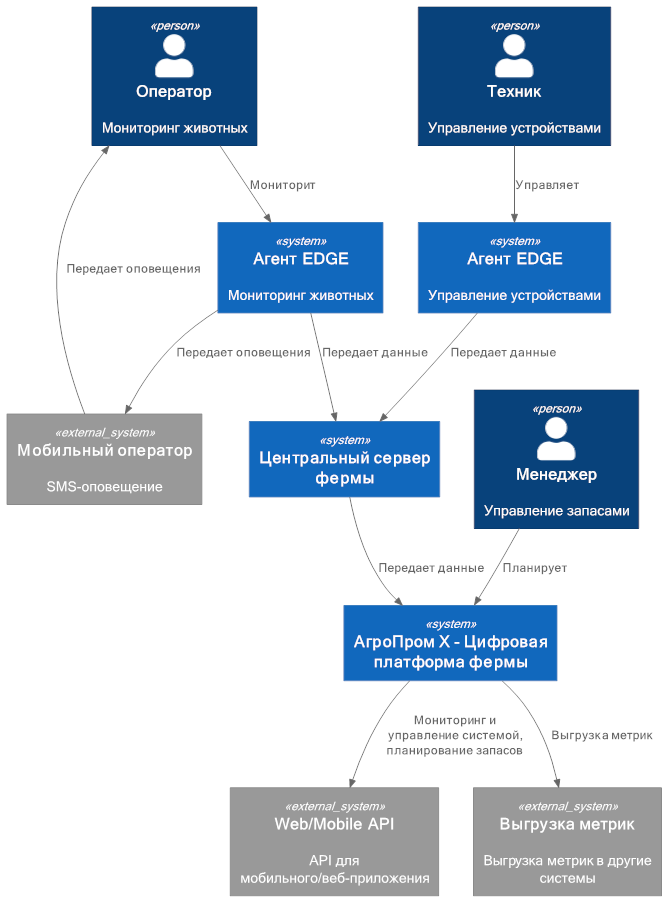 «person»
Оператор
Мониторинг животных
«person»
Техник
Управление устройствами
Мониторит
Управляет
«system»
Агент EDGE
Мониторинг животных
«system»
Агент EDGE
Управление устройствами
Передает оповещения
Передает оповещения
Передает данные
Передает данные
«external_system»
Мобильный оператор
SMS-оповещение
«system»
Центральный сервер
фермы
«person»
Менеджер
Управление запасами
Передает данные
Планирует
«system»
АгроПром X - Цифровая
платформа фермы
Мониторинг и
управление системой,
планирование запасов
Выгрузка метрик
«external_system»
Web/Mobile API
API для
мобильного/веб-приложения
«external_system»
Выгрузка метрик
Выгрузка метрик в другие
системы